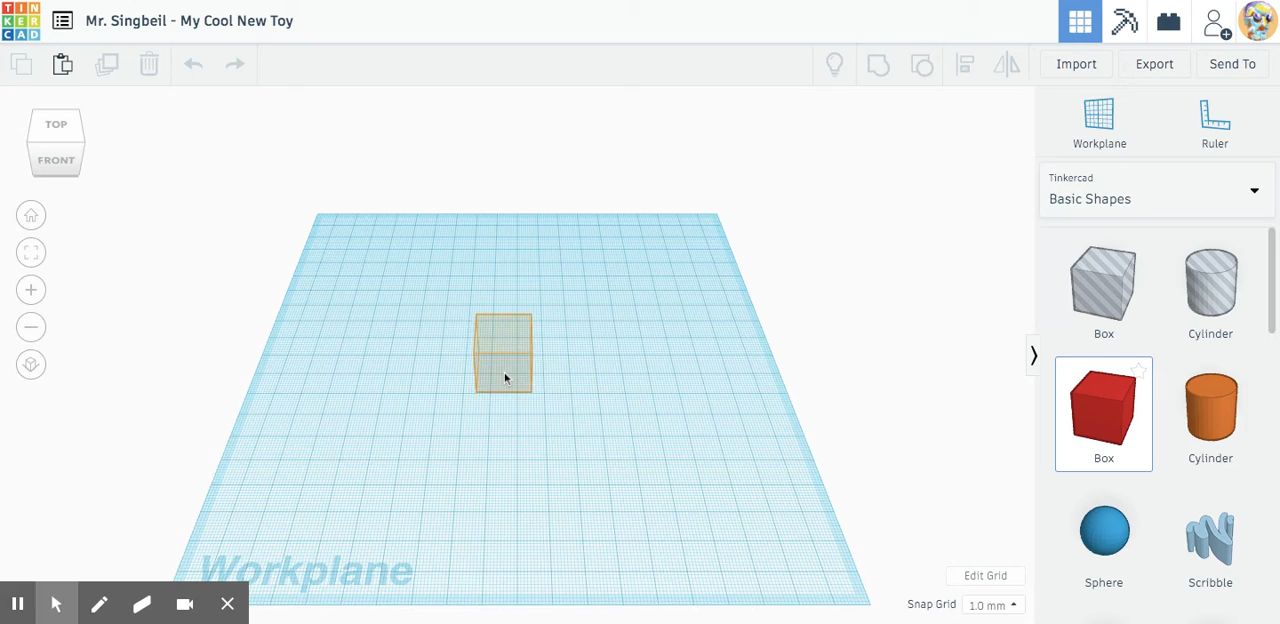 TIN
KER
CAD
Mr. Singbeil - My Cool New Toy
Import
Export
Send To
TOP
FRONT
Workplane
Ruler
Tinkercad
Basic Shapes
Box
Cylinder
Box
Cylinder
Sphere
Scribble
Workplane
Edit Grid
Snap Grid 1.0 mm